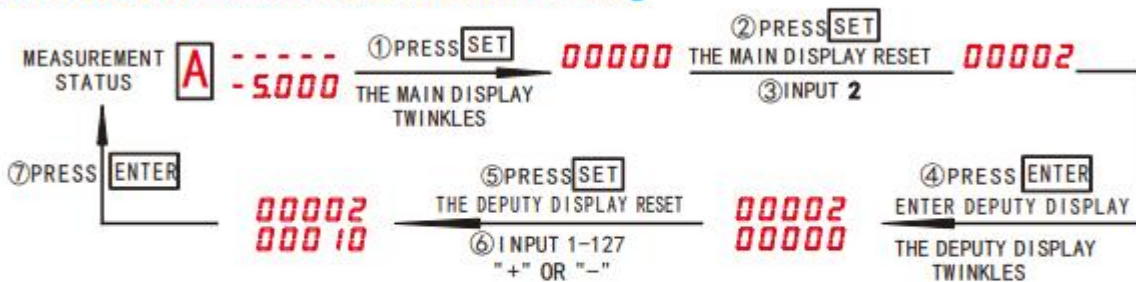 MEASUREMENT STATUS
A
-----
-5.000
①PRESS SET
THE MAIN DISPLAY
TWINKLES
00000
②PRESS SET
THE MAIN DISPLAY RESET
③INPUT 2
00002
④PRESS ENTER
ENTER DEPUTY DISPLAY
THE DEPUTY DISPLAY
TWINKLES
00002
00000
⑤PRESS SET
THE DEPUTY DISPLAY RESET
⑥INPUT 1-127
"+" OR "-"
00002
00010
⑦PRESS ENTER